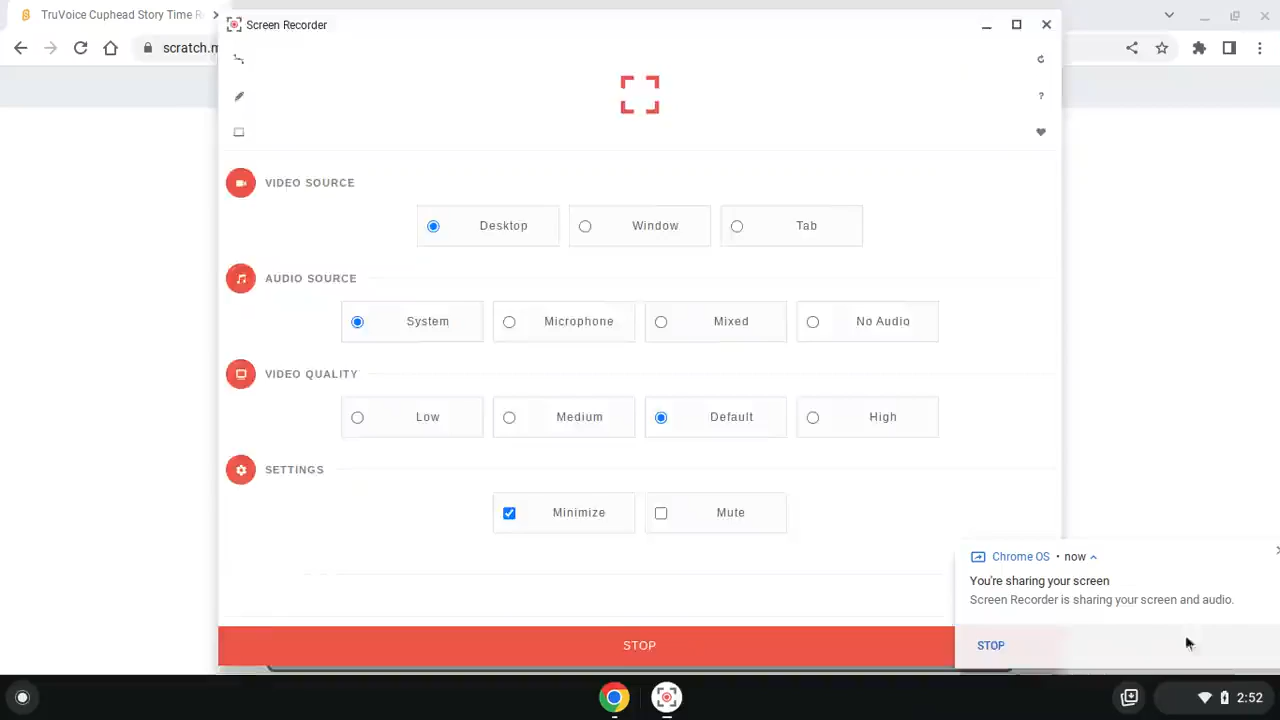 TruVoice Cuphead Story Time R
Screen Recorder
scratch.m
?
VIDEO SOURCE
Desktop
Window
Tab
AUDIO SOURCE
System
Microphone
Mixed
No Audio
VIDEO QUALITY
Low
Medium
Default
High
SETTINGS
Minimize
Mute
Chrome OS • now
You're sharing your screen
Screen Recorder is sharing your screen and audio.
STOP
STOP
2:52